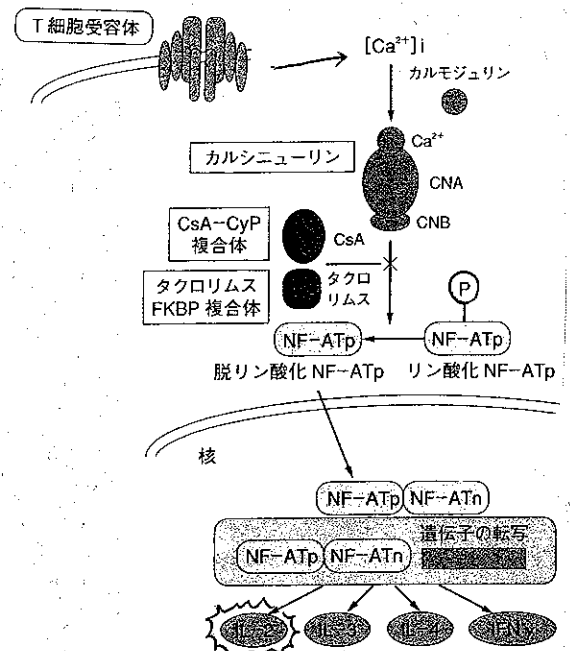 T細胞受容体
[Ca²⁺]i
カルモジュリン
Ca²⁺
カルシニューリン
CNA
CNB
CsA−CyP
複合体
CsA
タクロリムス
FKBP 複合体
タクロ
リムス
P
NF−ATp
NF−ATp
脱リン酸化 NF−ATp
リン酸化 NF−ATp
核
NF−ATp
NF−ATn
遺伝子の転写
NF−ATp
NF−ATn
IL−2
IL−3
IL−4
IFNγ